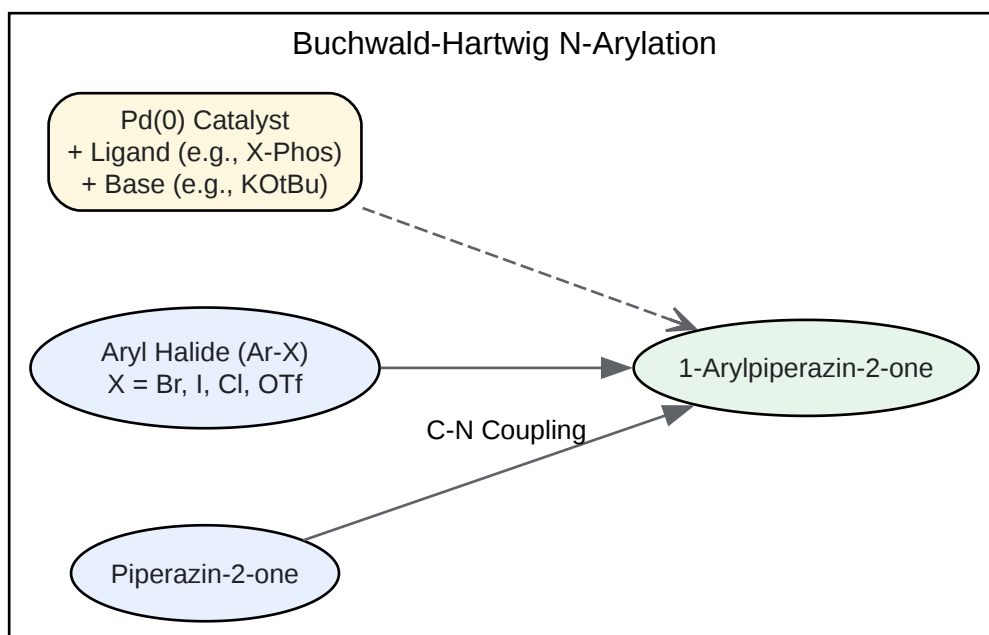 Buchwald-Hartwig N-Arylation
Pd(0) Catalyst
+ Ligand (e.g., X-Phos)
+ Base (e.g., KOtBu)
Aryl Halide (Ar-X)
X = Br, I, Cl, OTf
1-Arylpiperazin-2-one
C-N Coupling
Piperazin-2-one